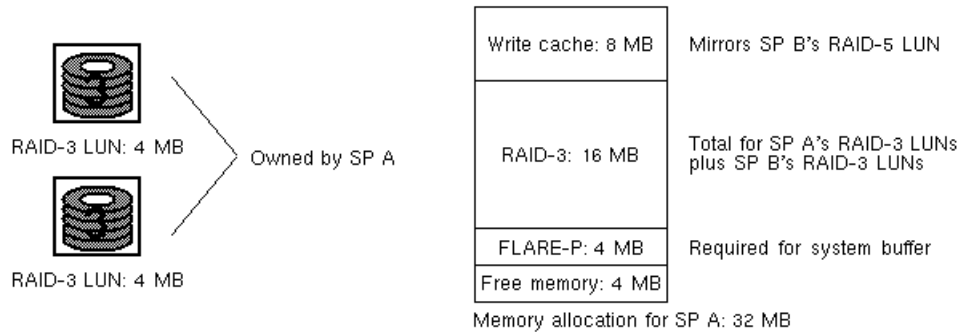 3
RAID-3 LUN: 4 MB
3
RAID-3 LUN: 4 MB
Owned by SP A
Write cache: 8 MB
Mirrors SP B's RAID-5 LUN
RAID-3: 16 MB
Total for SP A's RAID-3 LUNs
plus SP B's RAID-3 LUNs
FLARE-P: 4 MB
Required for system buffer
Free memory: 4 MB
Memory allocation for SP A: 32 MB